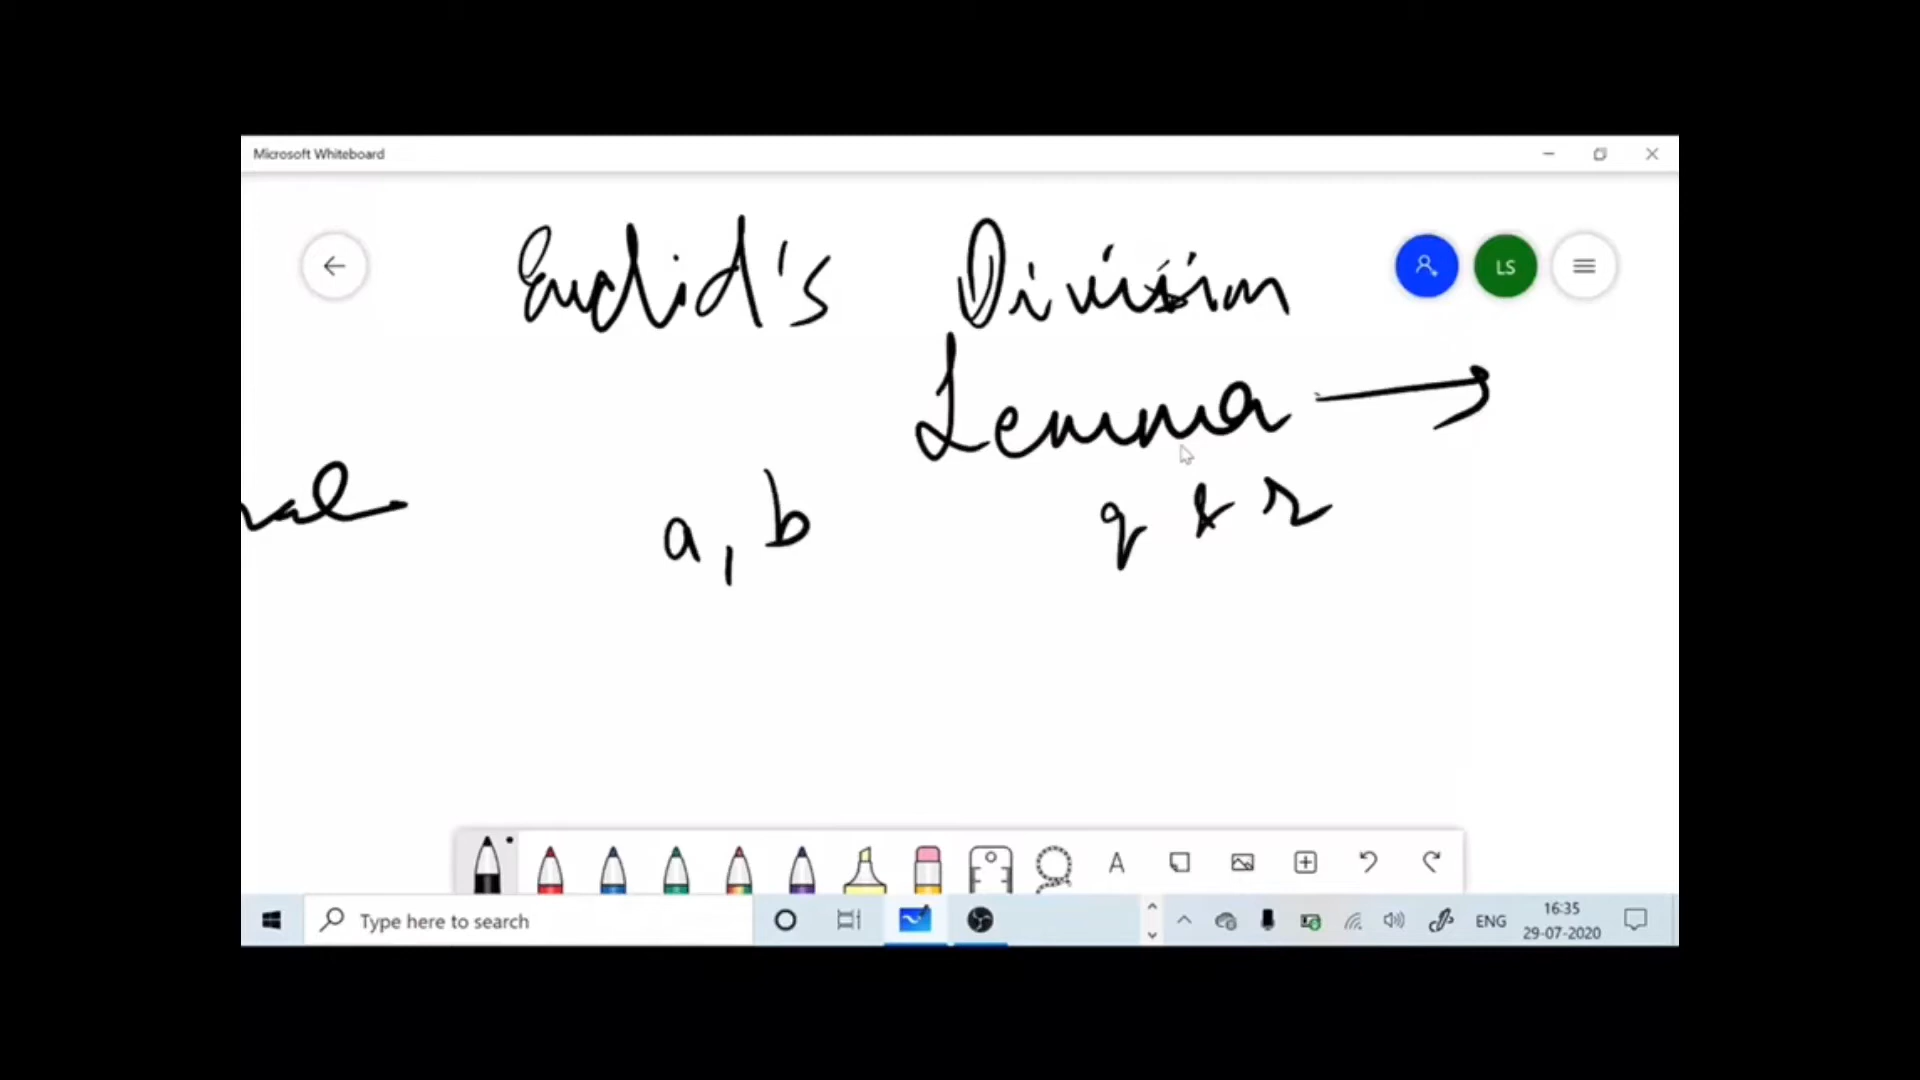 Microsoft Whiteboard
Euclid's Division
LS
Lemma →
a, b q & r
A
Type here to search
ENG
16:35
29-07-2020